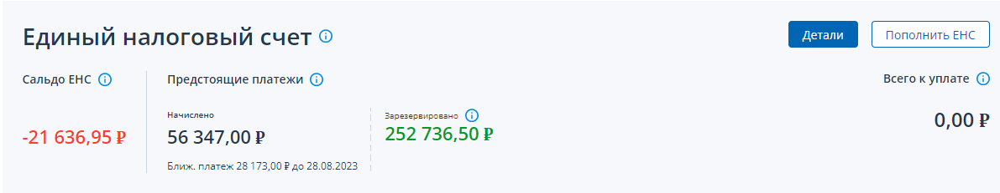 Единый налоговый счет
Детали
Пополнить ЕНС
Сальдо ЕНС
Предстоящие платежи
Всего к уплате
Начислено
Зарезервировано
-21 636,95 ₽
56 347,00 ₽
252 736,50 ₽
0,00 ₽
Ближ. платеж 28 173,00 ₽ до 28.08.2023